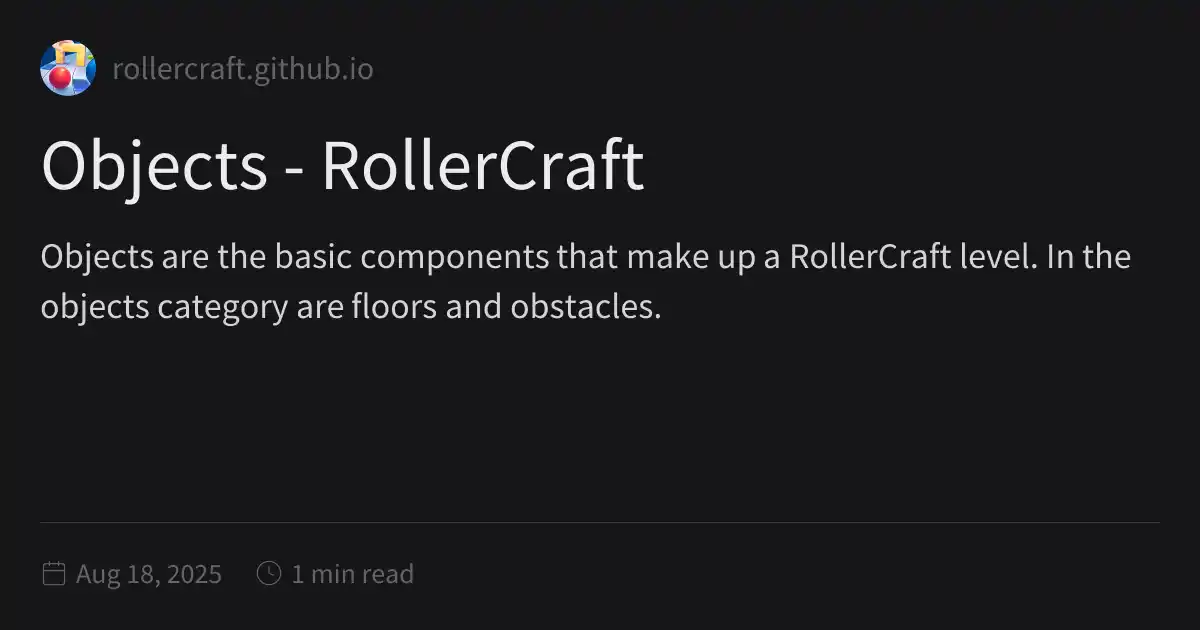 rollercraft.github.io
Objects - RollerCraft
Objects are the basic components that make up a RollerCraft level. In the
objects category are floors and obstacles.
Aug 18, 2025 1 min read